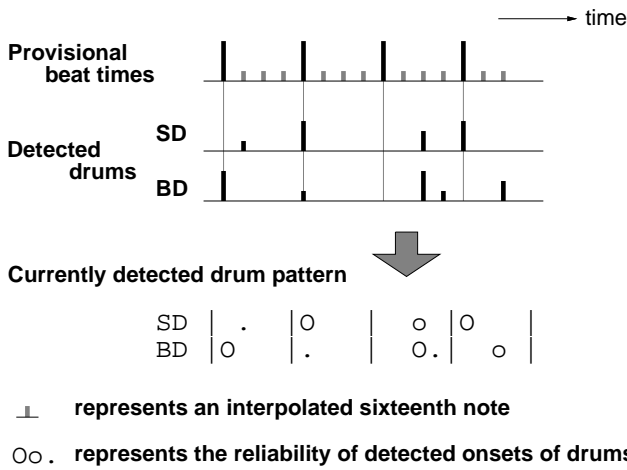 time
Provisional
beat times
SD
Detected
drums
BD
Currently detected drum pattern
SD | . |O | o |O |
BD |O |. | O. | o |
represents an interpolated sixteenth note
Oo. represents the reliability of detected onsets of drums